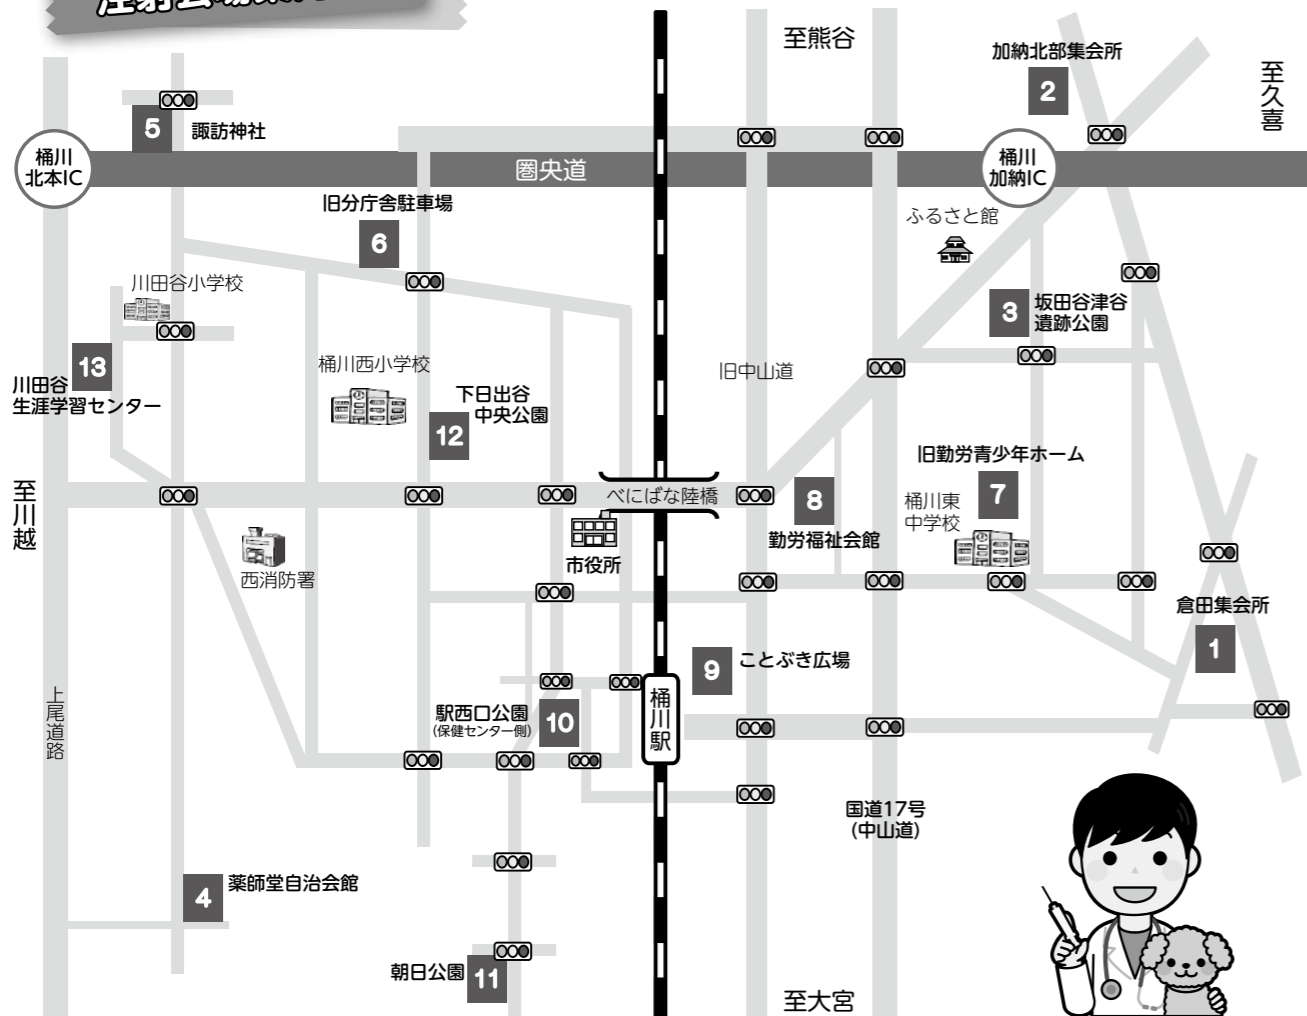 至熊谷
加納北部集会所
2
至久喜
5
諏訪神社
桶川
北本IC
圏央道
桶川
加納IC
旧分庁舎駐車場
6
ふるさと館
川田谷小学校
3
坂田谷津谷
遺跡公園
13
川田谷
生涯学習センター
桶川西小学校
下日出谷
中央公園
12
旧中山道
旧勤労青少年ホーム
7
桶川東
中学校
至川越
べにばな陸橋
8
勤労福祉会館
西消防署
市役所
倉田集会所
1
9
ことぶき広場
上尾道路
駅西口公園
(保健センター側)
10
桶川駅
国道17号
(中山道)
4
薬師堂自治会館
朝日公園
11
至大宮